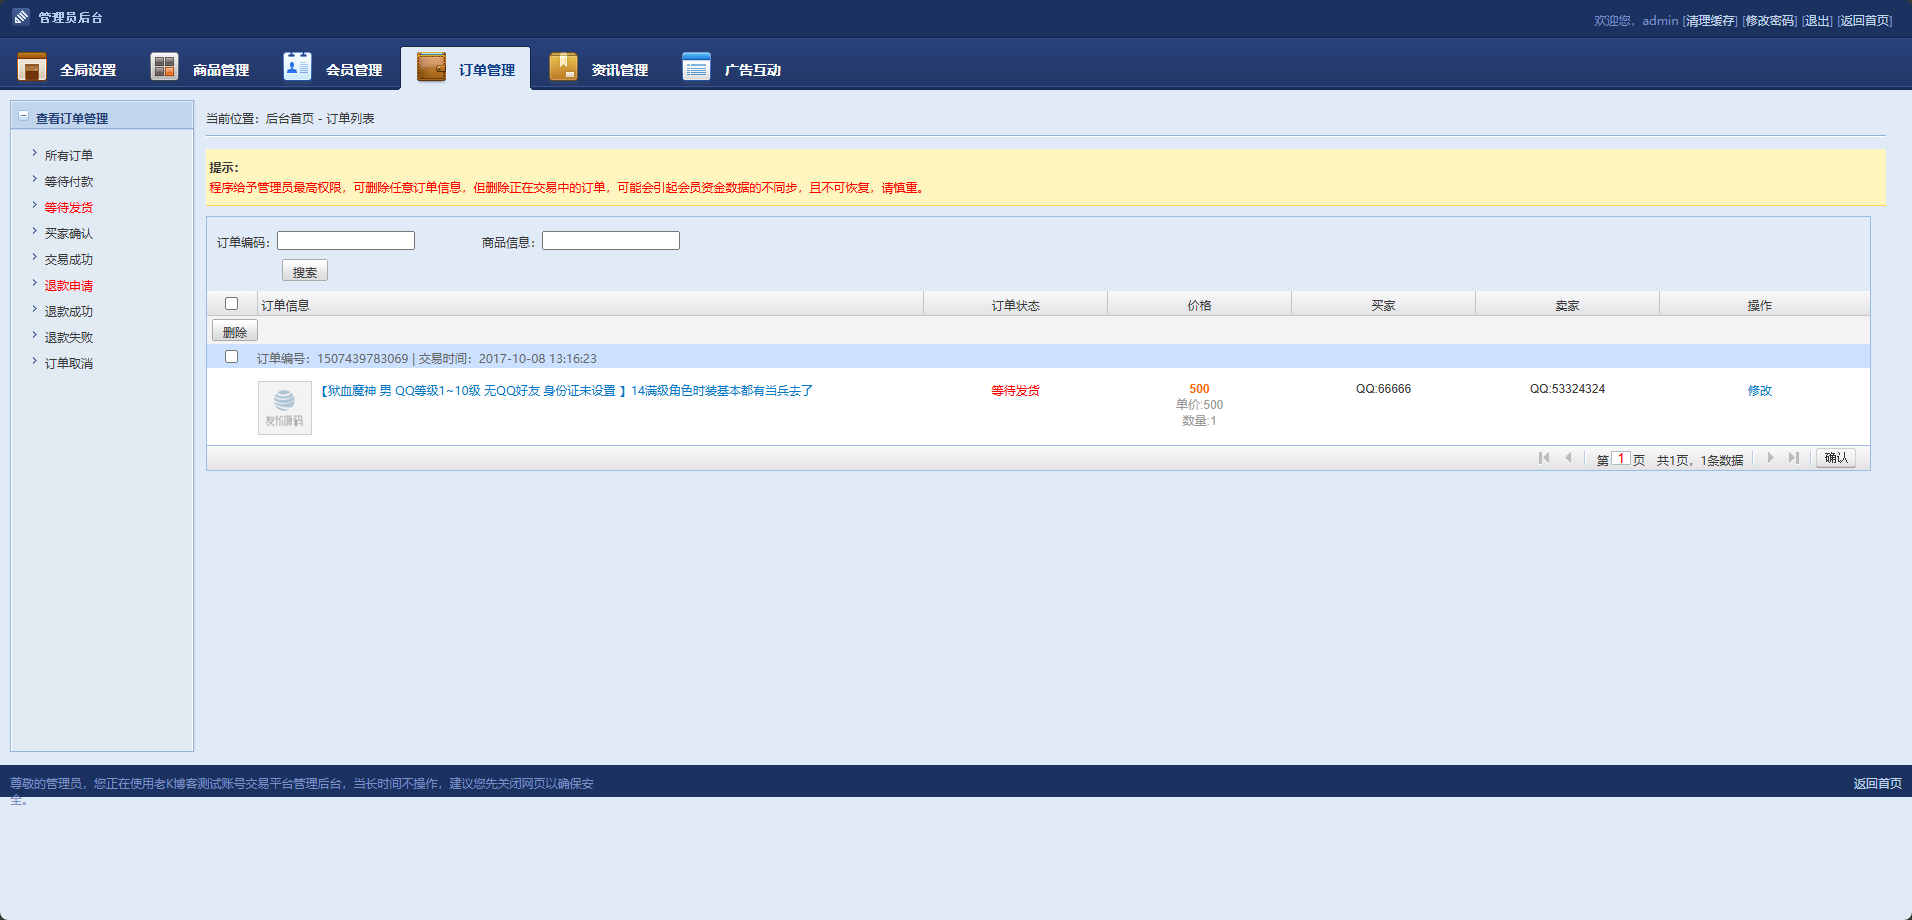 管理员后台
欢迎您，admin [清理缓存] [修改密码] [退出] [返回首页]
全局设置 商品管理 会员管理 订单管理 资讯管理 广告互动
查看订单管理
所有订单
等待付款
等待发货
买家确认
交易成功
退款申请
退款成功
退款失败
订单取消
当前位置：后台首页 - 订单列表
提示：
程序给予管理员最高权限，可删除任意订单信息，但删除正在交易中的订单，可能会引起会员资金数据的不同步，且不可恢复，请慎重。
订单编码： 商品信息：
搜索
订单信息 订单状态 价格 买家 卖家 操作
删除
订单编号：1507439783069 | 交易时间：2017-10-08 13:16:23
友价源码
【狱血魔神 男 QQ等级1~10级 无QQ好友 身份证未设置 】14满级角色时装基本都有当兵去了 等待发货 500 QQ:66666 QQ:53324324 修改
单价:500
数量:1
第 1 页 共1页，1条数据 确认
尊敬的管理员，您正在使用老K博客测试账号交易平台管理后台，当长时间不操作，建议您先关闭网页以确保安
全。
返回首页